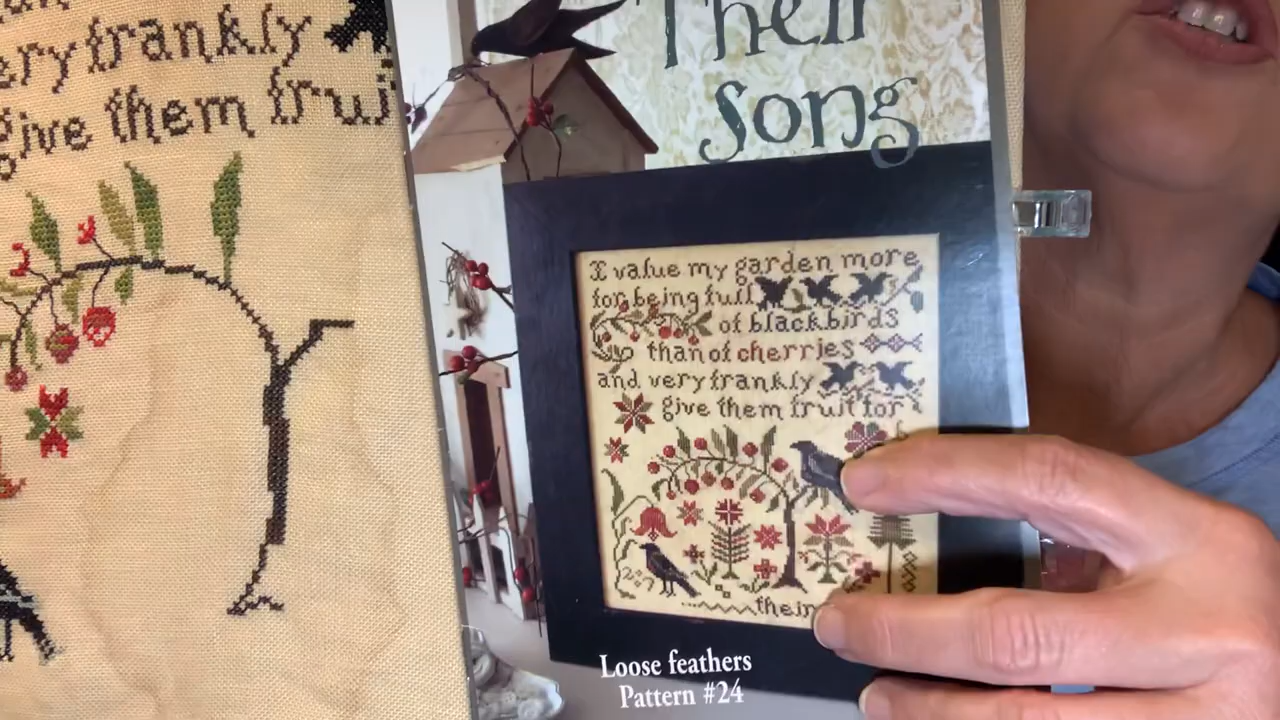 ery frankly
give them frui
Their
song
I value my garden more
for being full
of blackbirds
than of cherries
and very frankly
give them fruit for
their
Loose feathers
Pattern #24